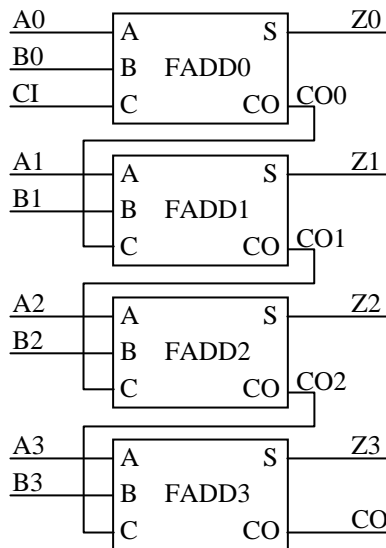 A0 A S Z0
B0 B FADD0
CI C CO CO0
A1 A S Z1
B1 B FADD1
C CO CO1
A2 A S Z2
B2 B FADD2
C CO CO2
A3 A S Z3
B3 B FADD3
C CO CO